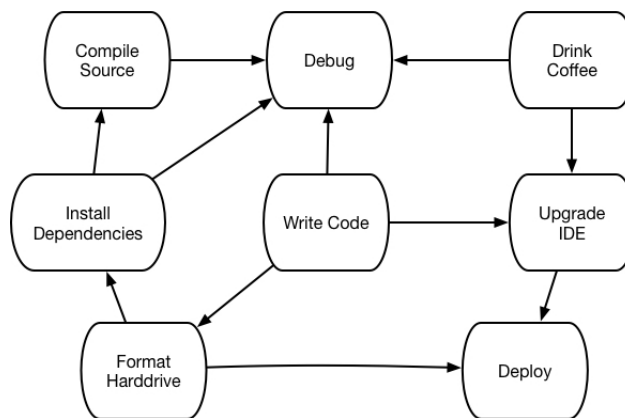 Compile
Source
Debug
Drink
Coffee
Install
Dependencies
Write Code
Upgrade
IDE
Format
Harddrive
Deploy